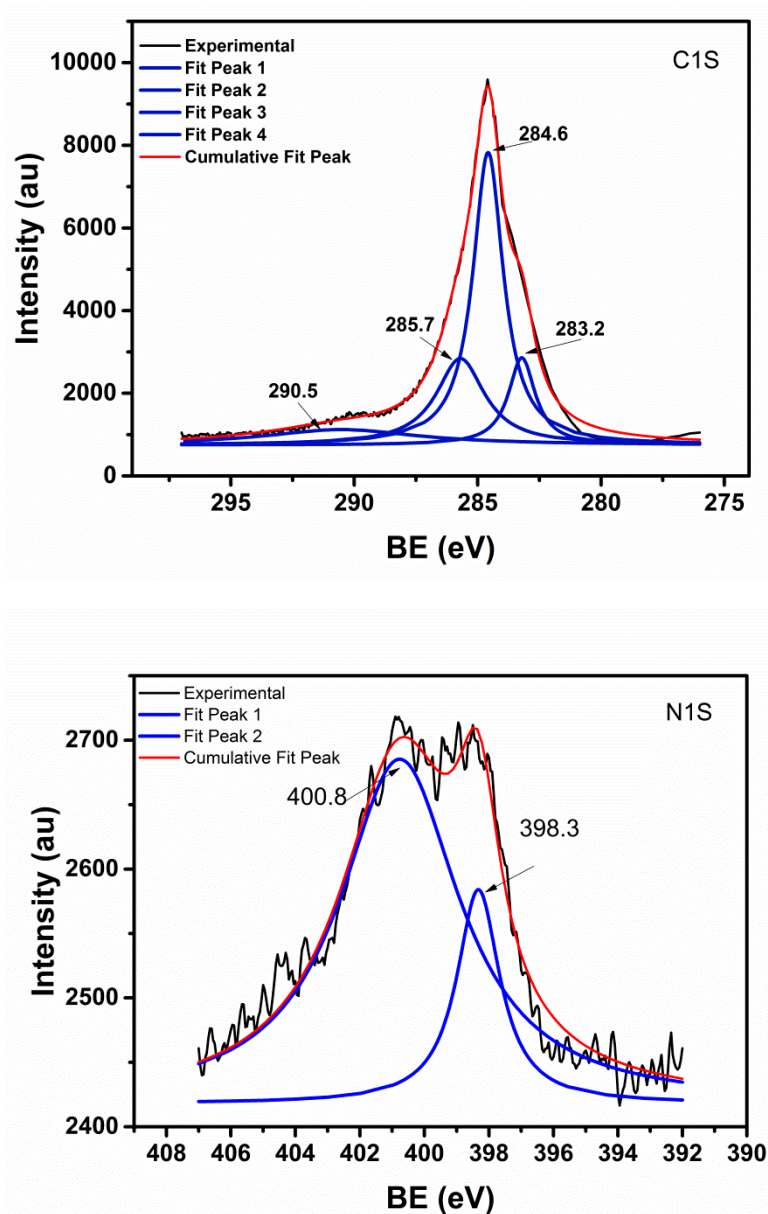 Experimental
Fit Peak 1
Fit Peak 2
Fit Peak 3
Fit Peak 4
Cumulative Fit Peak
C1S
284.6
285.7
283.2
290.5
10000
8000
6000
4000
2000
0
Intensity (au)
295 290 285 280 275
BE (eV)
Experimental
Fit Peak 1
Fit Peak 2
Cumulative Fit Peak
N1S
400.8
398.3
2700
2600
2500
2400
Intensity (au)
408 406 404 402 400 398 396 394 392 390
BE (eV)